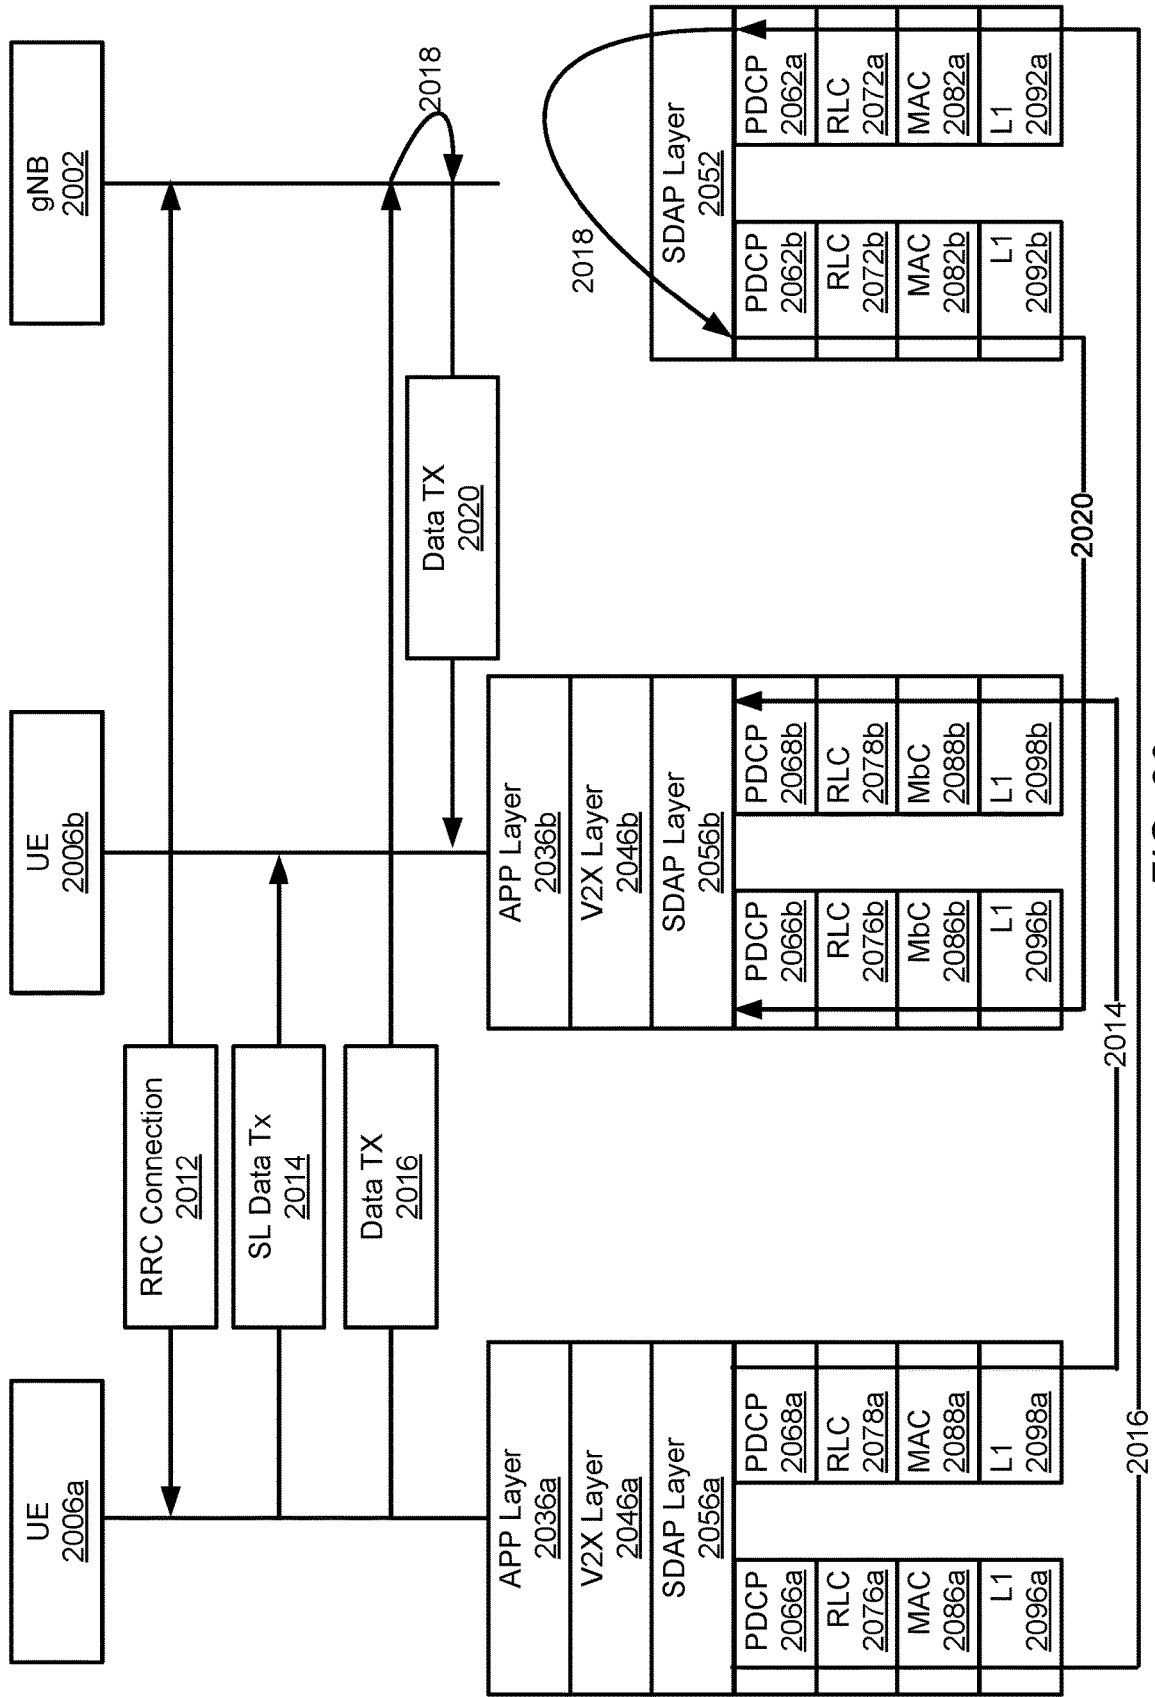 UE
2006a
UE
2006b
gNB
2002
RRC Connection
2012
SL Data Tx
2014
Data TX
2016
2018
Data TX
2020
APP Layer
2036a
V2X Layer
2046a
SDAP Layer
2056a
PDCP
2066a
RLC
2076a
MAC
2086a
L1
2096a
PDCP
2068a
RLC
2078a
MAC
2088a
L1
2098a
APP Layer
2036b
V2X Layer
2046b
SDAP Layer
2056b
PDCP
2066b
RLC
2076b
MbC
2086b
L1
2096b
PDCP
2068b
RLC
2078b
MbC
2088b
L1
2098b
2018
SDAP Layer
2052
PDCP
2062b
RLC
2072b
MAC
2082b
L1
2092b
PDCP
2062a
RLC
2072a
MAC
2082a
L1
2092a
2020
2014
2016